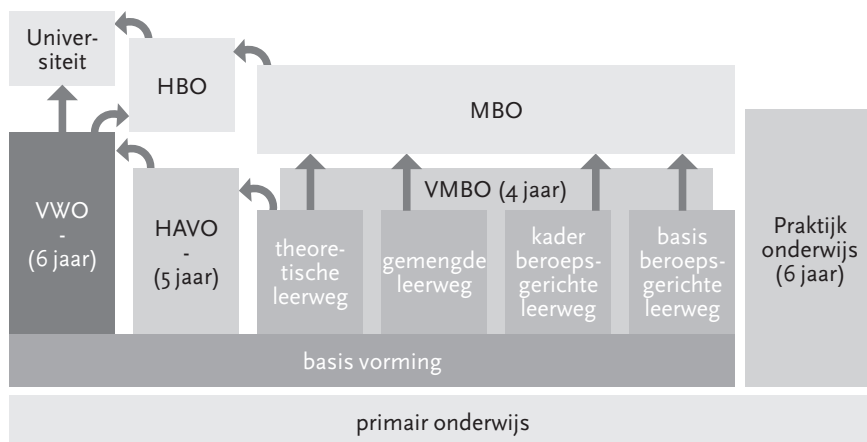 Univer-
siteit
HBO
MBO
VWO
-
(6 jaar)
HAVO
-
(5 jaar)
VMBO (4 jaar)
theore-
tische
leerweg
gemengde
leerweg
kader
beroeps-
gerichte
leerweg
basis
beroeps-
gerichte
leerweg
Praktijk
onderwijs
(6 jaar)
basis vorming
primair onderwijs